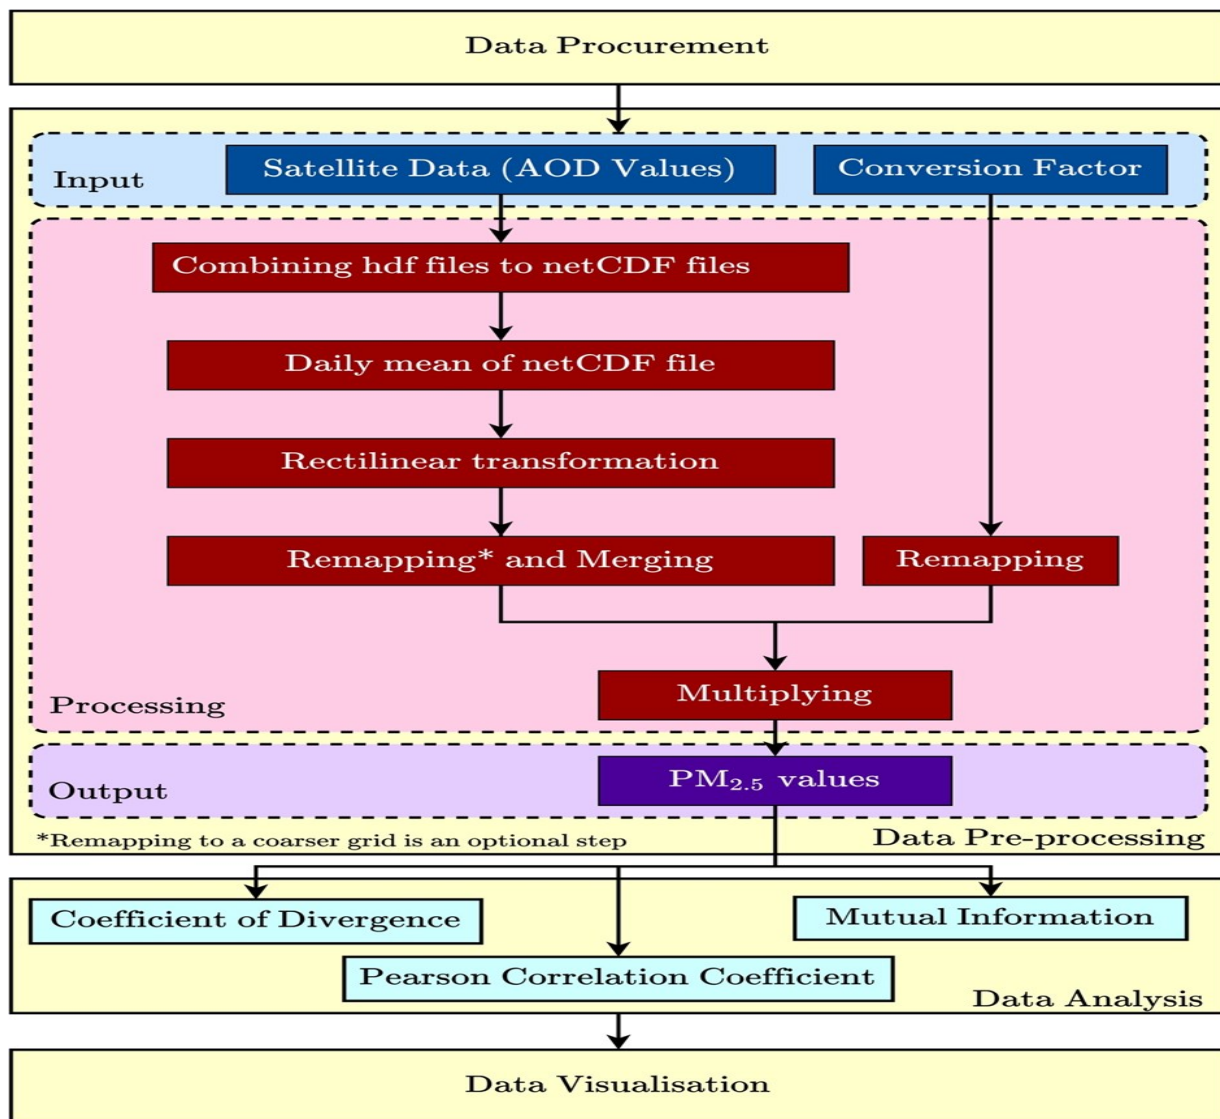 Data Procurement
Input
Satellite Data (AOD Values)
Conversion Factor
Combining hdf files to netCDF files
Daily mean of netCDF file
Rectilinear transformation
Remapping* and Merging
Remapping
Multiplying
Processing
Output
PM₂.₅ values
*Remapping to a coarser grid is an optional step
Data Pre-processing
Coefficient of Divergence
Mutual Information
Pearson Correlation Coefficient
Data Analysis
Data Visualisation